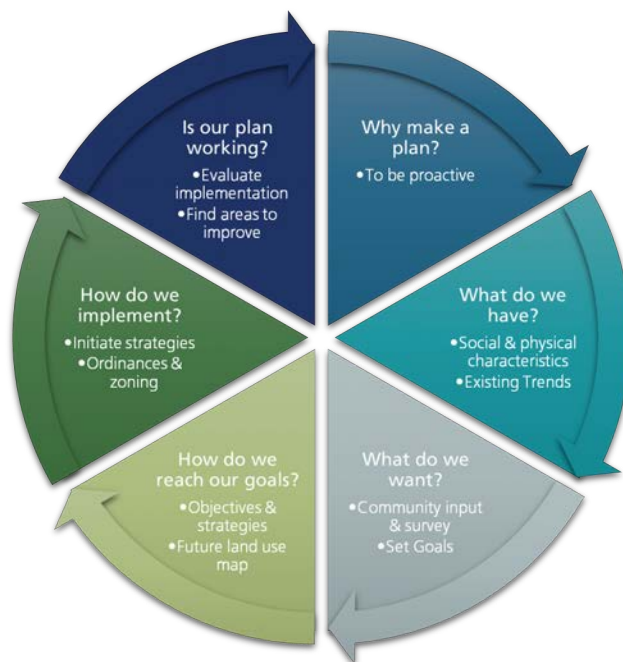 Is our plan
working?
•Evaluate
implementation
•Find areas to
improve
Why make a
plan?
•To be proactive
What do we
have?
•Social & physical
characteristics
•Existing Trends
What do we
want?
•Community input
& survey
•Set Goals
How do we
reach our goals?
•Objectives &
strategies
•Future land use
map
How do we
implement?
•Initiate strategies
•Ordinances &
zoning